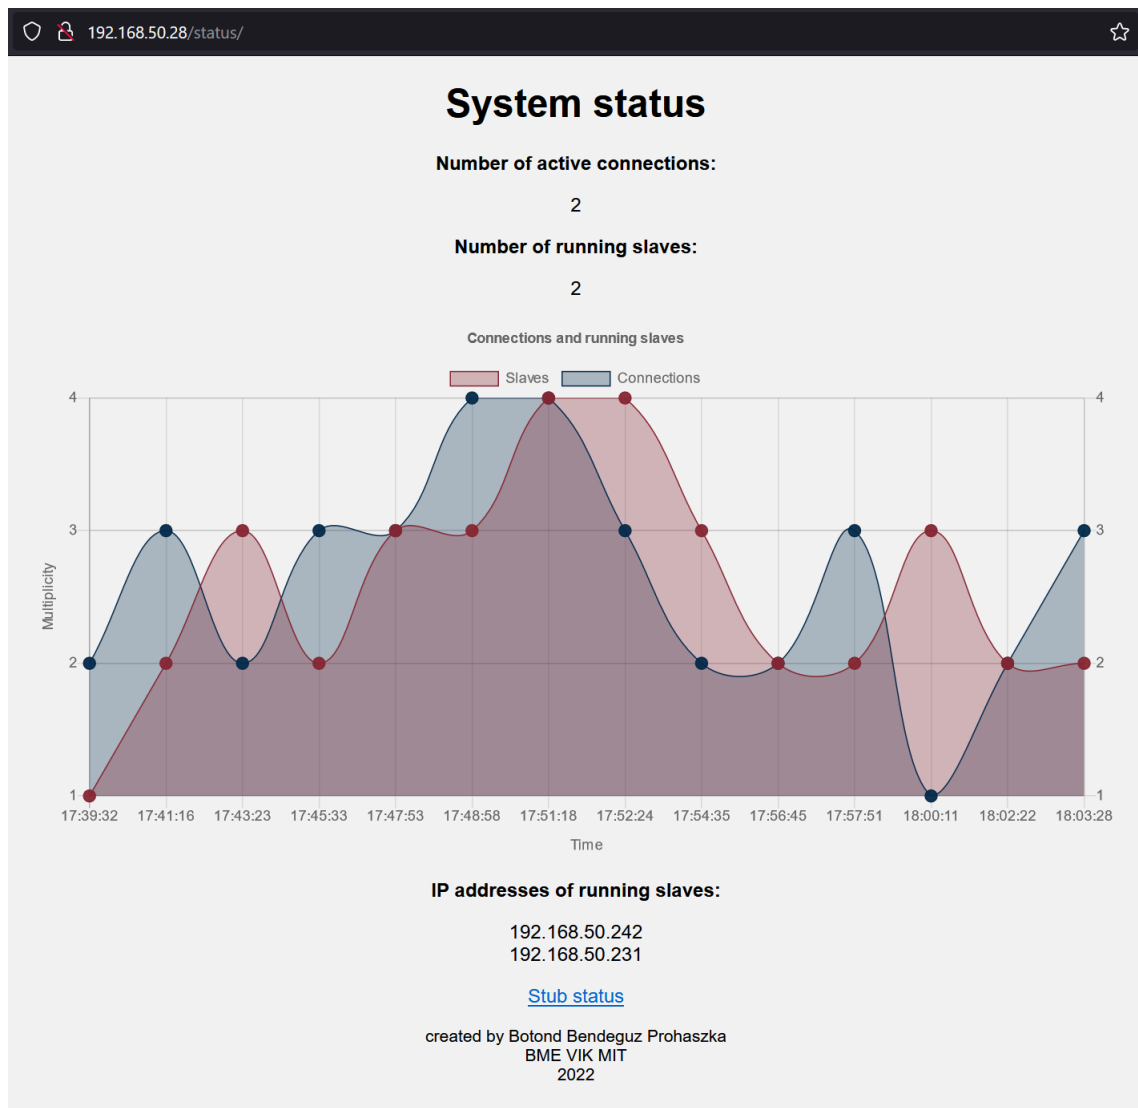 192.168.50.28/status/
System status
Number of active connections:
2
Number of running slaves:
2
Connections and running slaves
Slaves Connections
4 4
3 3
Multiplicity
2 2
1 1
17:39:32 17:41:16 17:43:23 17:45:33 17:47:53 17:48:58 17:51:18 17:52:24 17:54:35 17:56:45 17:57:51 18:00:11 18:02:22 18:03:28
Time
IP addresses of running slaves:
192.168.50.242
192.168.50.231
Stub status
created by Botond Bendeguz Prohaszka
BME VIK MIT
2022